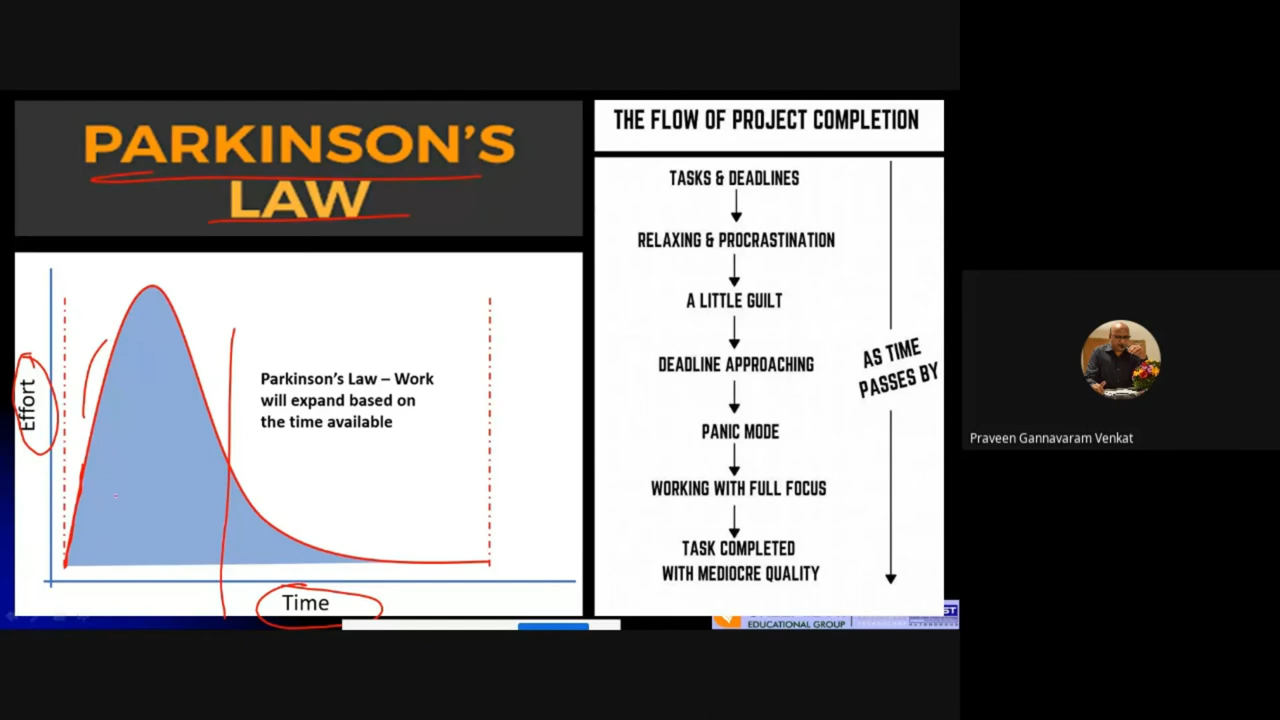 PARKINSON'S
LAW
Effort
Parkinson's Law – Work
will expand based on
the time available
Time
THE FLOW OF PROJECT COMPLETION
TASKS & DEADLINES
RELAXING & PROCRASTINATION
A LITTLE GUILT
DEADLINE APPROACHING
PANIC MODE
WORKING WITH FULL FOCUS
TASK COMPLETED
WITH MEDIOCRE QUALITY
AS TIME
PASSES BY
EDUCATIONAL GROUP
Praveen Gannavaram Venkat